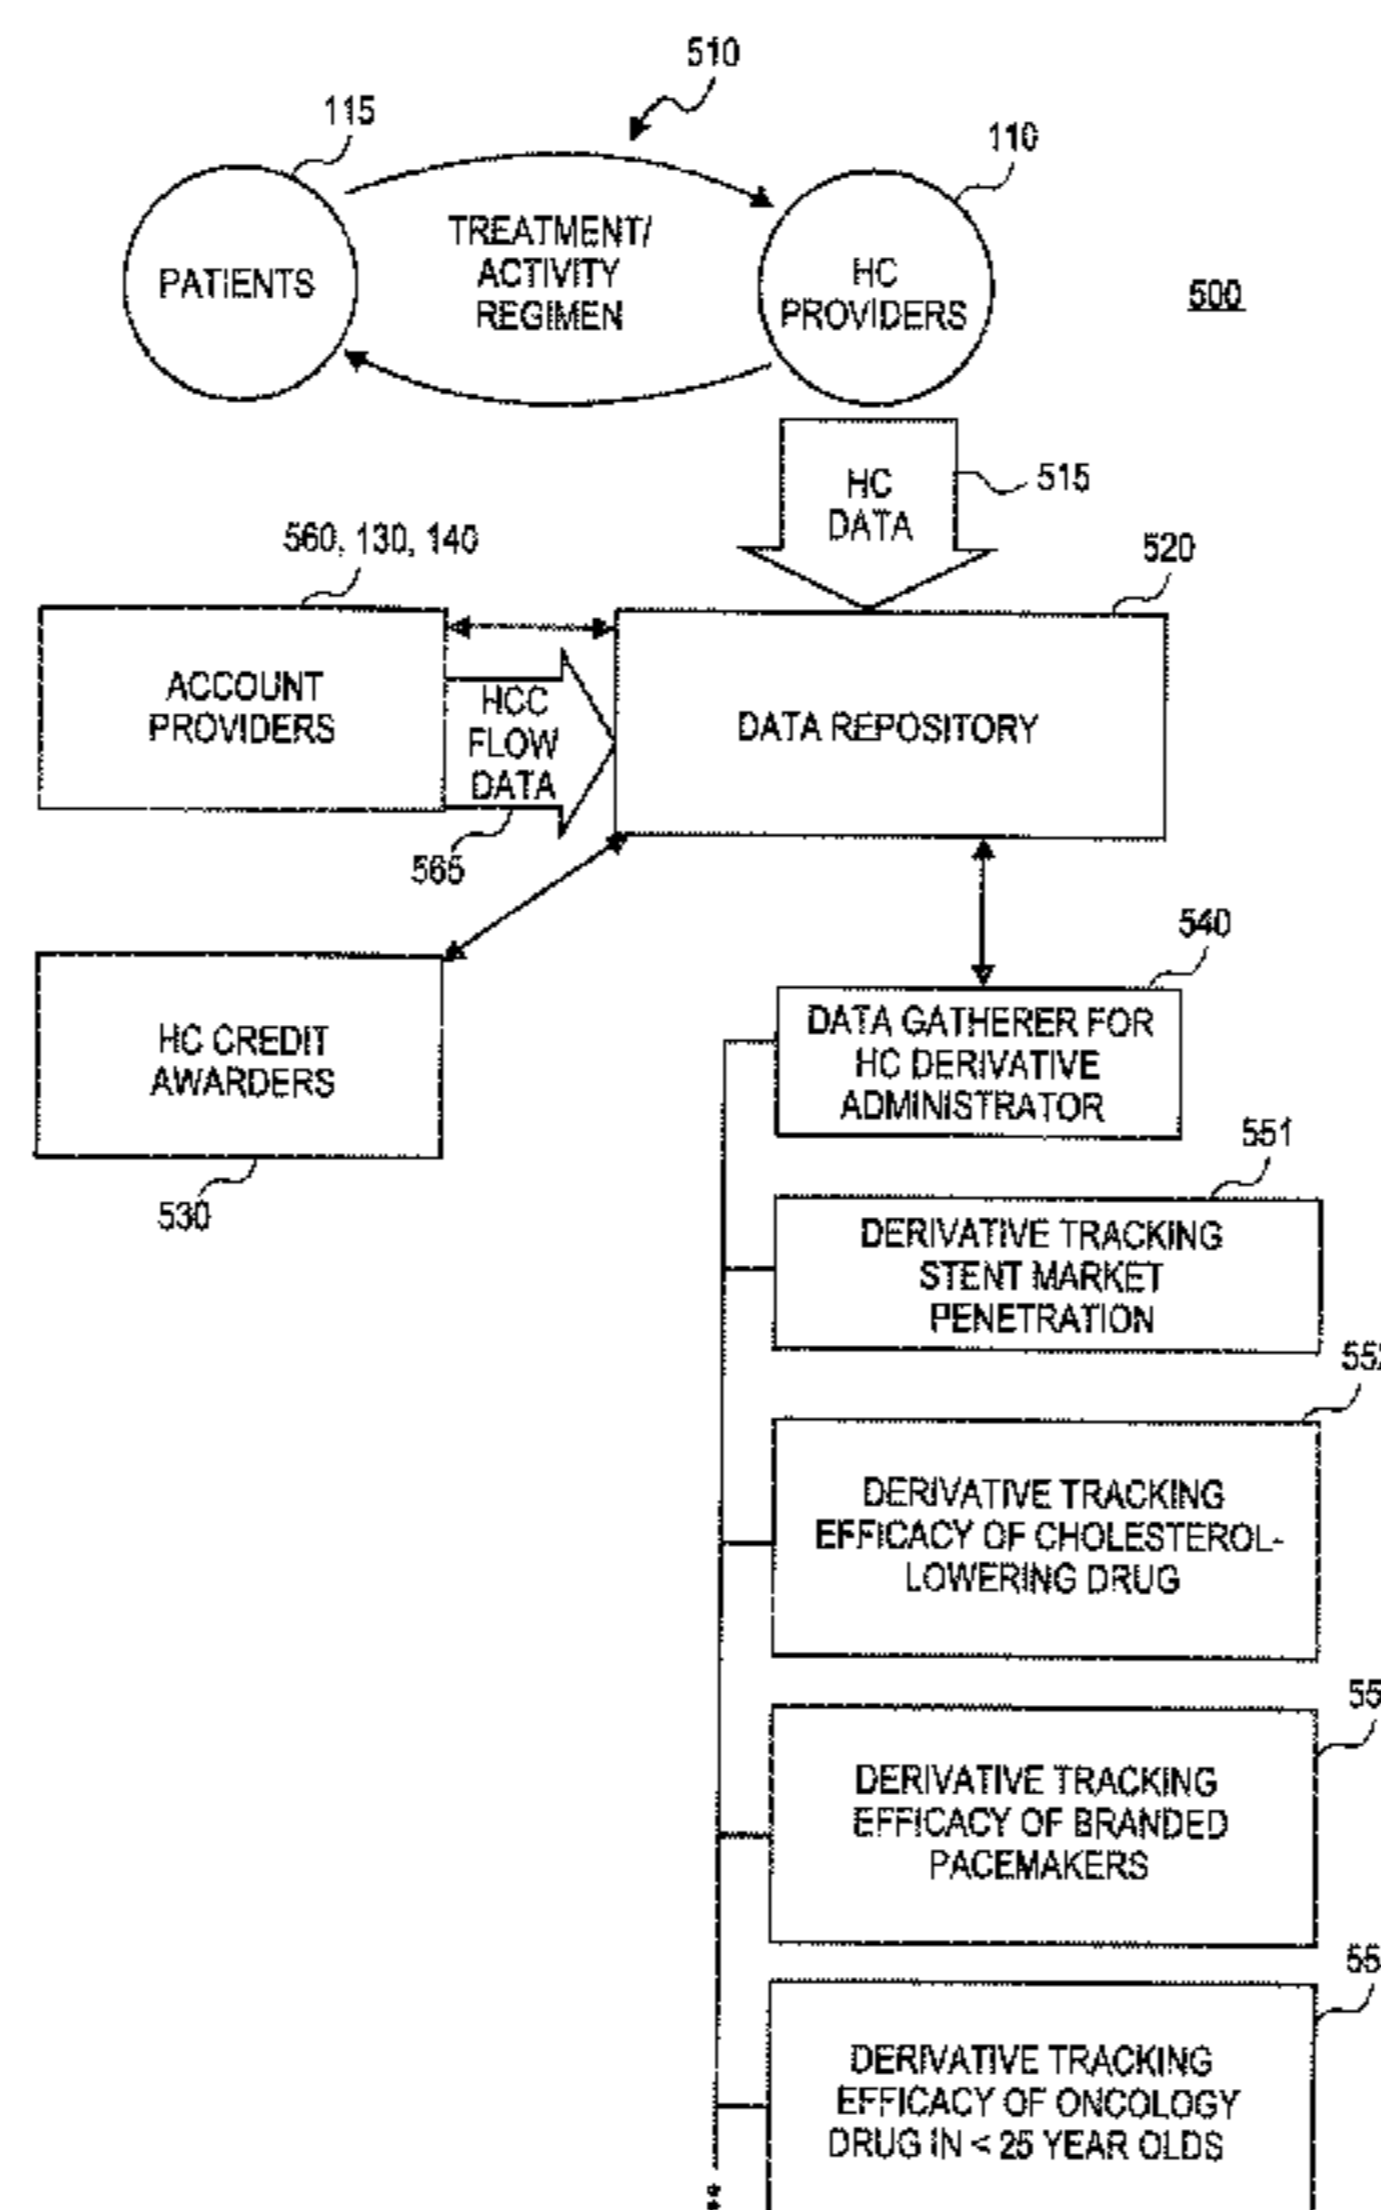 510
115
110
PATIENTS
TREATMENT/
ACTIVITY
REGIMEN
HC
PROVIDERS
500
HC
DATA
515
560, 130, 140
520
ACCOUNT
PROVIDERS
HCC
FLOW
DATA
DATA REPOSITORY
565
540
HC CREDIT
AWARDERS
530
DATA GATHERER FOR
HC DERIVATIVE
ADMINISTRATOR
551
DERIVATIVE TRACKING
STENT MARKET
PENETRATION
552
DERIVATIVE TRACKING
EFFICACY OF CHOLESTEROL-
LOWERING DRUG
55
DERIVATIVE TRACKING
EFFICACY OF BRANDED
PACEMAKERS
55
DERIVATIVE TRACKING
EFFICACY OF ONCOLOGY
DRUG IN < 25 YEAR OLDS